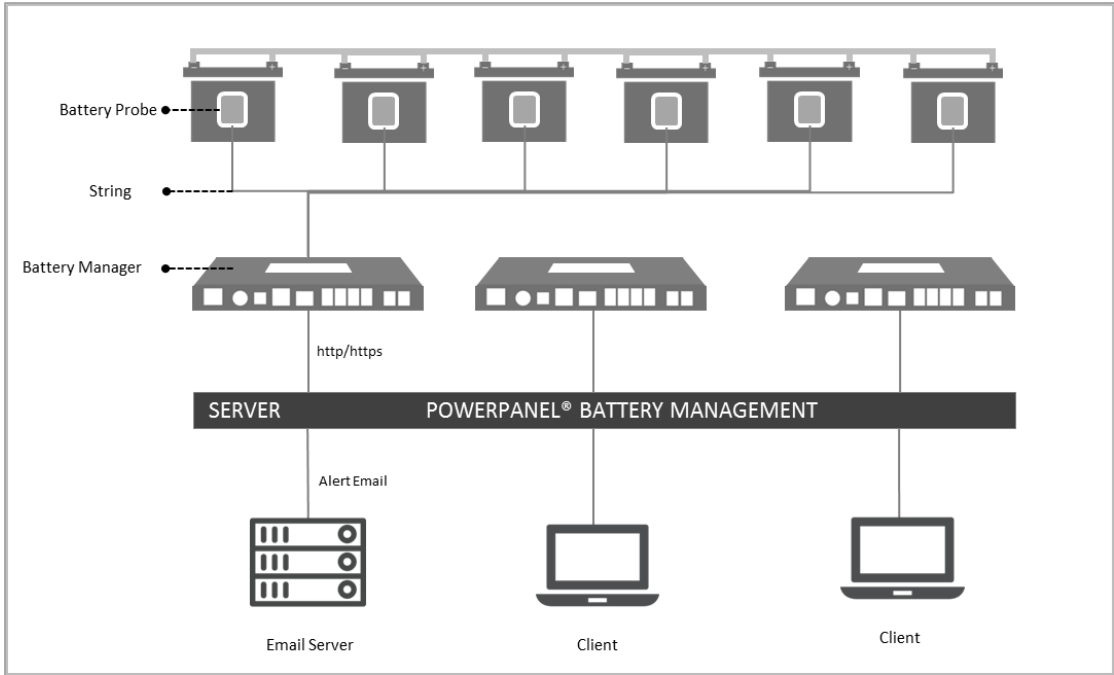 Battery Probe
String
Battery Manager
http/https
SERVER POWERPANEL® BATTERY MANAGEMENT
Alert Email
Email Server
Client
Client